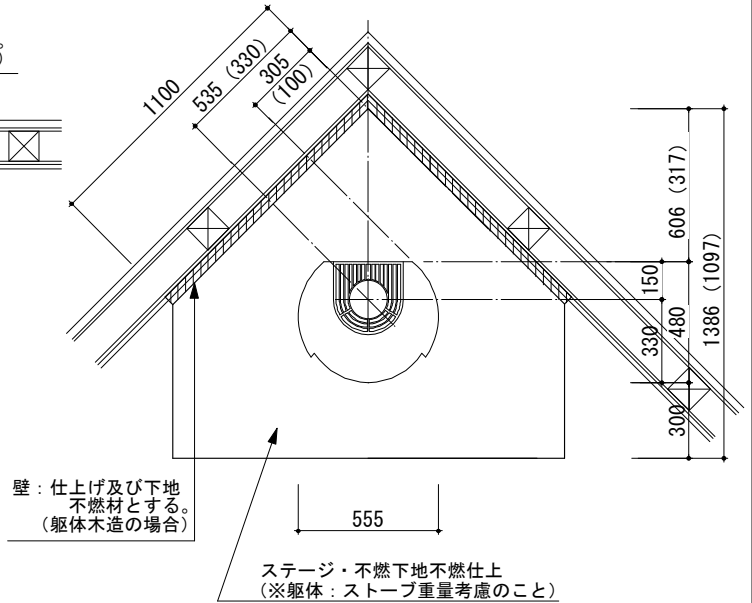 1100
535 (330)
305
(100)
606 (317)
150
480
330
1386 (1097)
300
壁：仕上げ及び下地
不燃材とする。
(躯体木造の場合)
555
ステージ・不燃下地不燃仕上
(※躯体：ストーブ重量考慮のこと)